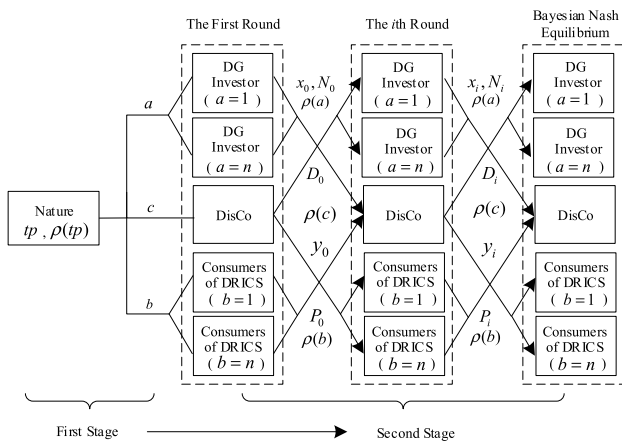 The First Round
The ith Round
Bayesian Nash
Equilibrium
a
c
b
Nature
tp , ρ(tp)
DG
Investor
( a = 1 )
DG
Investor
( a = n )
DisCo
Consumers
of DRICS
( b = 1 )
Consumers
of DRICS
( b = n )
x₀, N₀
ρ(a)
D₀
ρ(c)
y₀
P₀
ρ(b)
DG
Investor
( a = 1 )
DG
Investor
( a = n )
DisCo
Consumers
of DRICS
( b = 1 )
Consumers
of DRICS
( b = n )
xᵢ, Nᵢ
ρ(a)
Dᵢ
ρ(c)
yᵢ
Pᵢ
ρ(b)
DG
Investor
( a = 1 )
DG
Investor
( a = n )
DisCo
Consumers
of DRICS
( b = 1 )
Consumers
of DRICS
( b = n )
First Stage
Second Stage